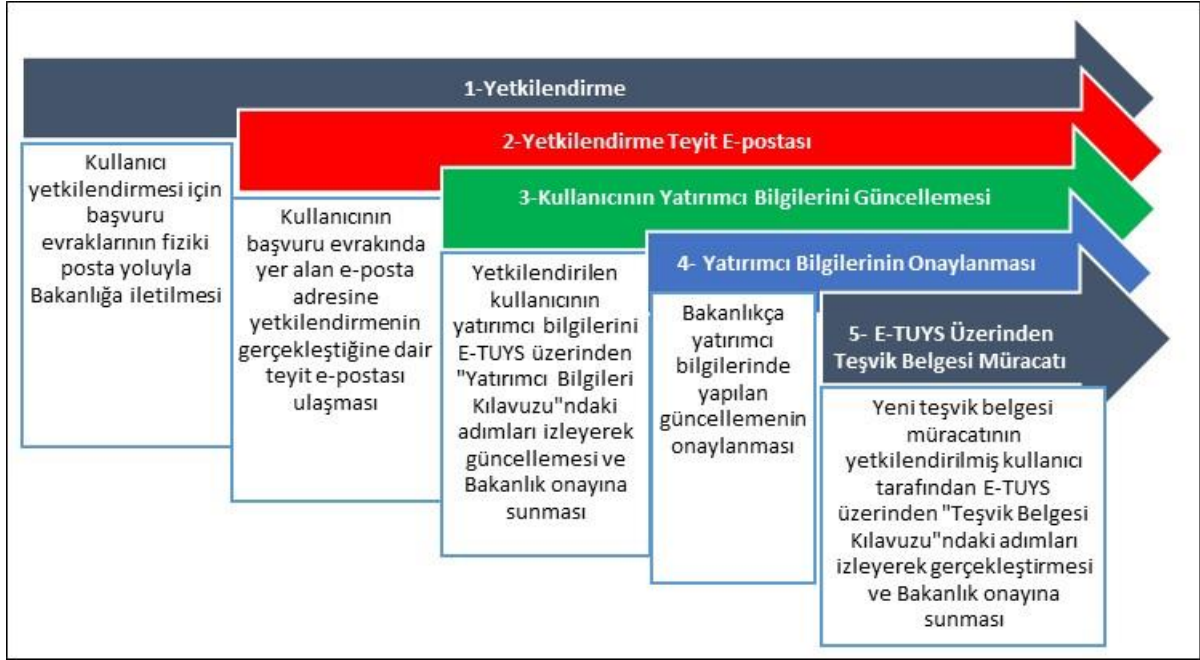 1-Yetkilendirme
Kullanıcı
yetkilendirmesi için
başvuru
evraklarının fiziki
posta yoluyla
Bakanlığa iletilmesi
2-Yetkilendirme Teyit E-postası
Kullanıcının
başvuru evrakında
yer alan e-posta
adresine
yetkilendirmenin
gerçekleştiğine dair
teyit e-postası
ulaşması
3-Kullanıcının Yatırımcı Bilgilerini Güncellemesi
Yetkilendirilen
kullanıcının
yatırımcı bilgilerini
E-TUYS üzerinden
"Yatırımcı Bilgileri
Kılavuzu"ndaki
adımları izleyerek
güncellemesi ve
Bakanlık onayına
sunması
4- Yatırımcı Bilgilerinin Onaylanması
Bakanlıkça
yatırımcı
bilgilerinde
yapılan
güncellemenin
onaylanması
5- E-TUYS Üzerinden
Teşvik Belgesi Müracatı
Yeni teşvik belgesi
müracatının
yetkilendirilmiş kullanıcı
tarafından E-TUYS
üzerinden "Teşvik Belgesi
Kılavuzu"ndaki adımları
izleyerek gerçekleştirmesi
ve Bakanlık onayına
sunması